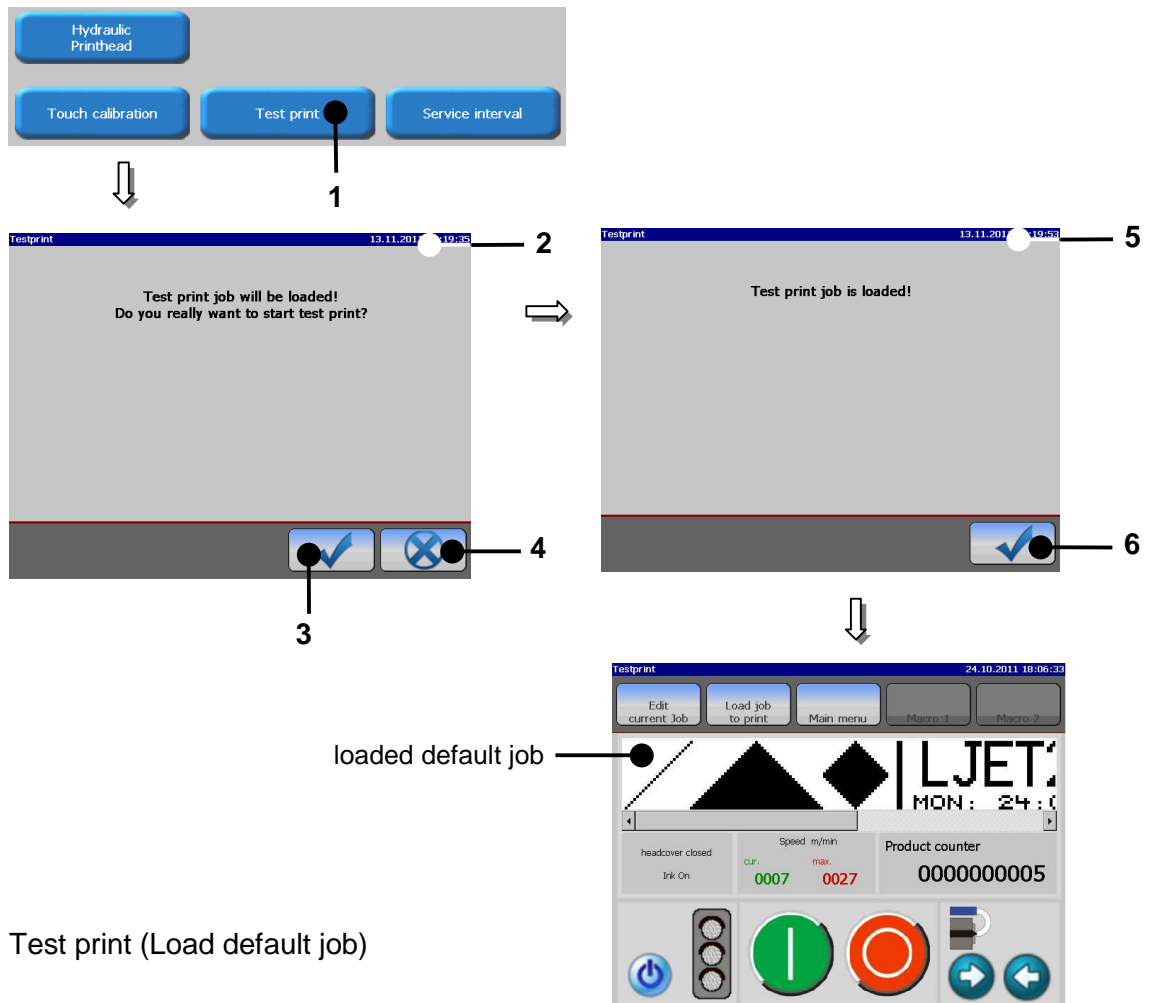 Hydraulic
Printhead
Touch calibration
Test print
Service interval
1
Testprint
13.11.201 :19:35
2
Test print job will be loaded!
Do you really want to start test print?
3
4
Testprint
13.11.201 :19:53
5
Test print job is loaded!
6
Testprint
24.10.2011 18:06:33
Edit
current Job
Load job
to print
Main menu
Macro 1
Macro 2
loaded default job
LJET
MON: 24:
headcover closed
Ink On
Speed m/min
cur.
max.
0007
0027
Product counter
0000000005
Test print (Load default job)